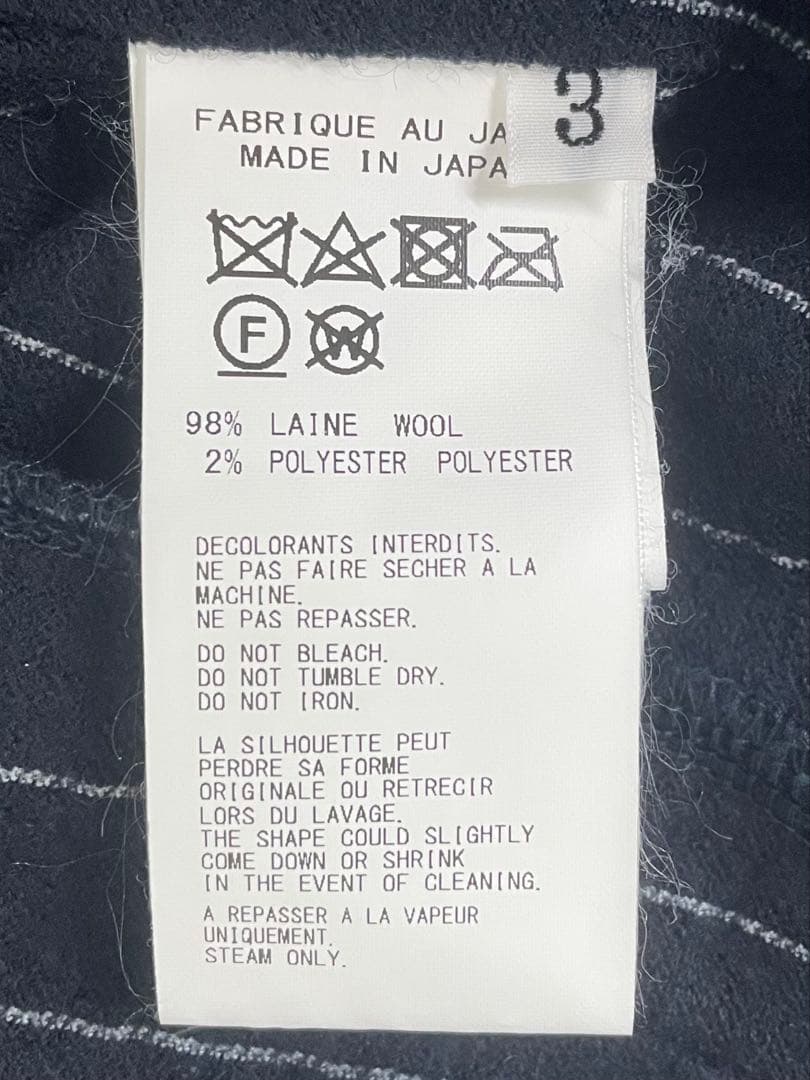 3
FABRIQUE AU JA
MADE IN JAPA
F
W
98% LAINE WOOL
2% POLYESTER POLYESTER
DECOLORANTS INTERDITS.
NE PAS FAIRE SECHER A LA
MACHINE.
NE PAS REPASSER.
DO NOT BLEACH.
DO NOT TUMBLE DRY.
DO NOT IRON.
LA SILHOUETTE PEUT
PERDRE SA FORME
ORIGINALE OU RETRECIR
LORS DU LAVAGE.
THE SHAPE COULD SLIGHTLY
COME DOWN OR SHRINK
IN THE EVENT OF CLEANING.
A REPASSER A LA VAPEUR
UNIQUEMENT.
STEAM ONLY.